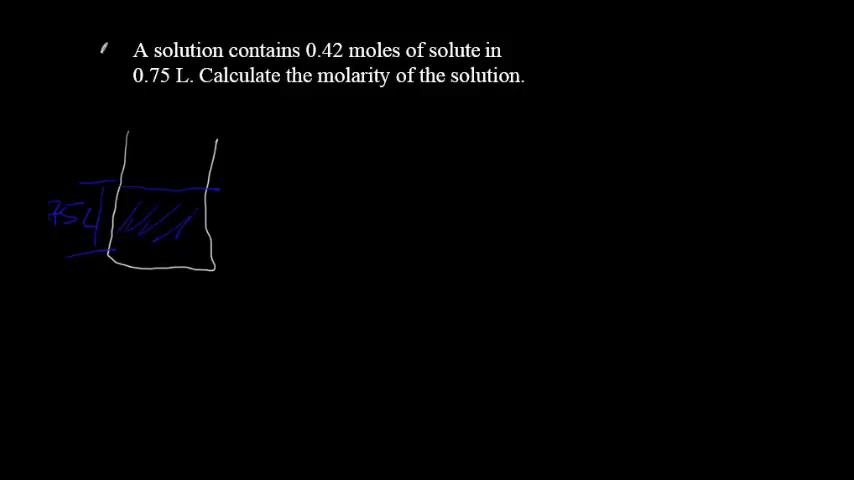 A solution contains 0.42 moles of solute in
0.75 L. Calculate the molarity of the solution.
75 L